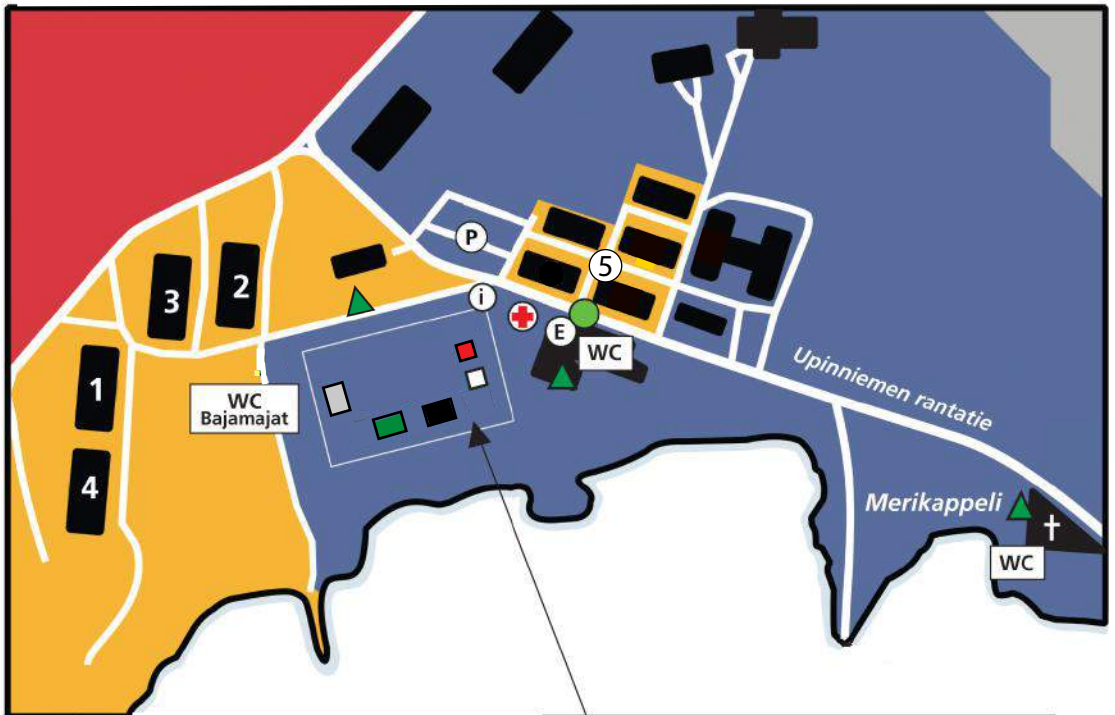 P
5
3
2
i
E
WC
1
WC
Bajamajat
Upinniemen rantatie
4
Merikappeli
WC